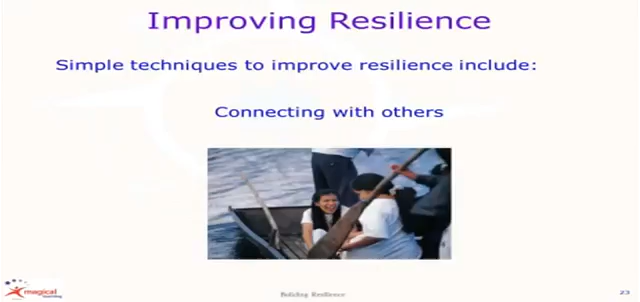 Improving Resilience
Simple techniques to improve resilience include:
Connecting with others
magical
learning
Building Resilience
23